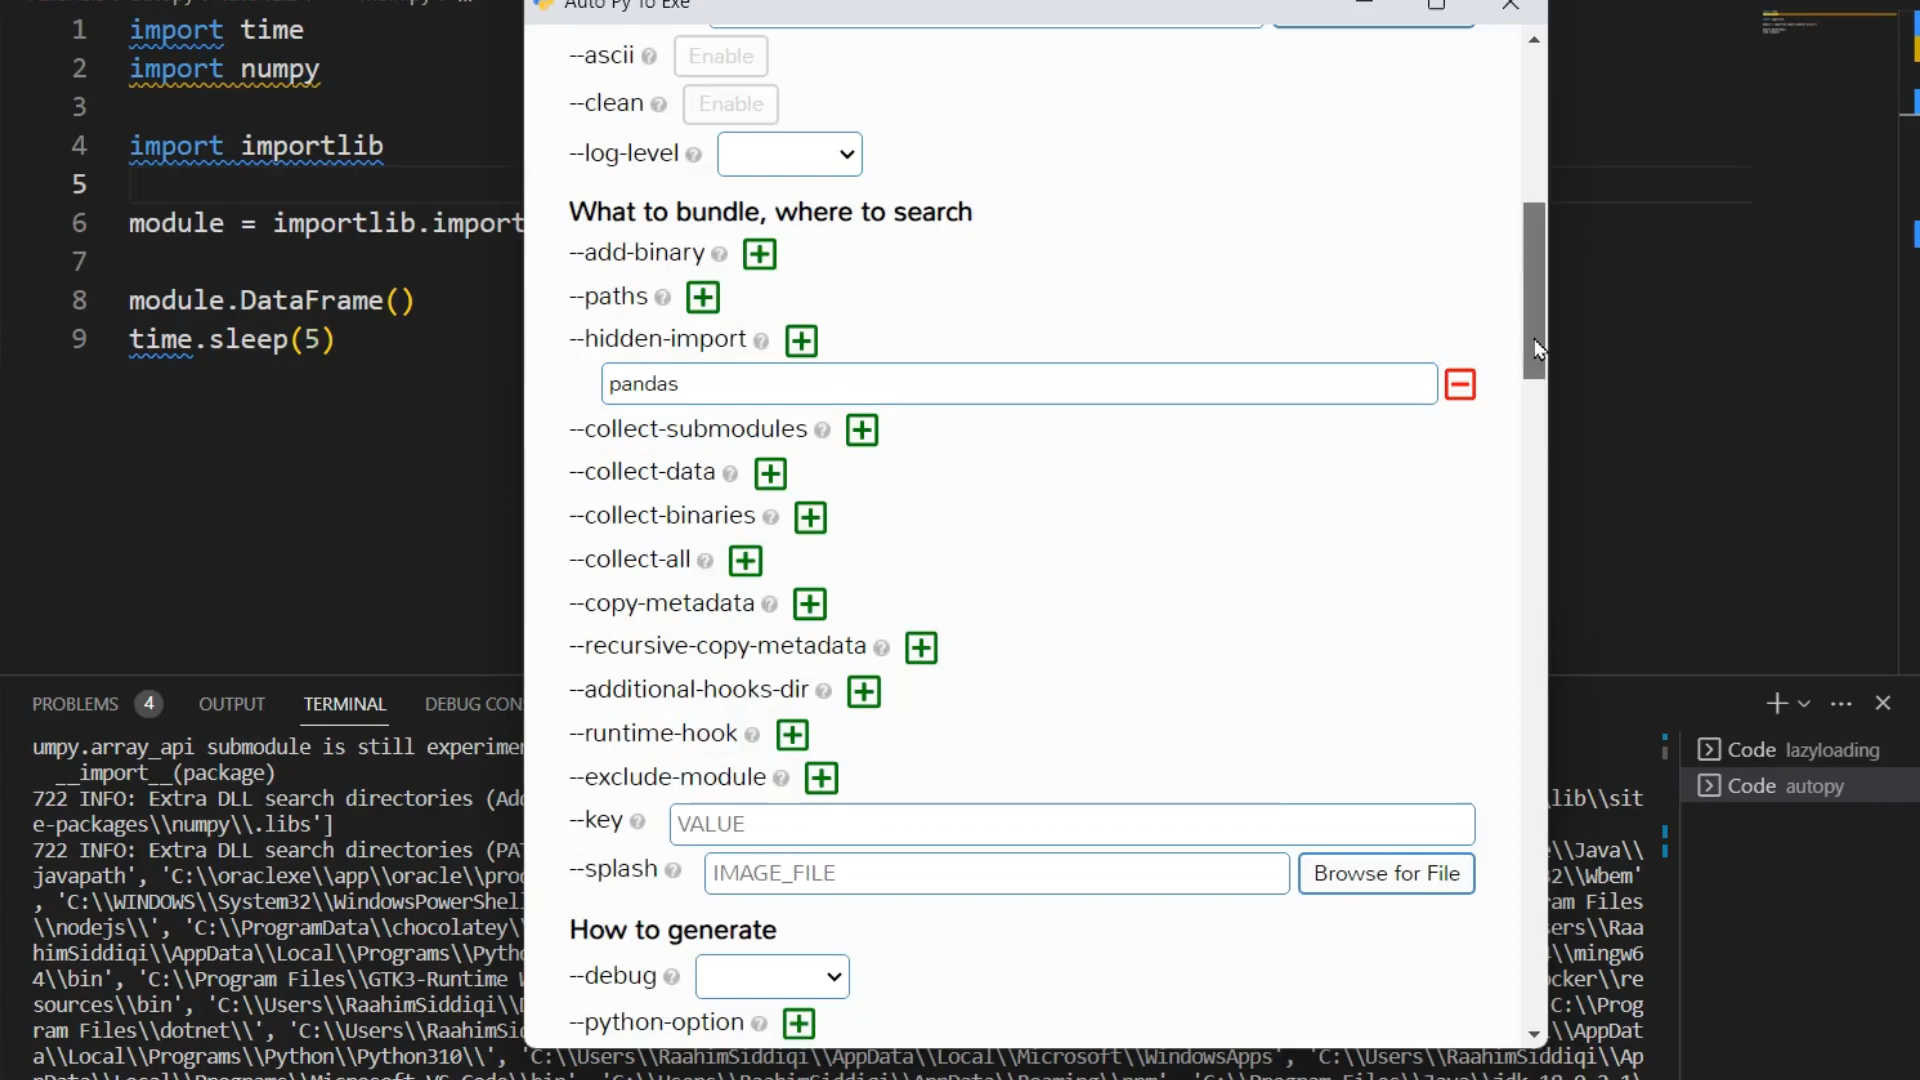 Auto Py To Exe
1 import time
2 import numpy
3
4 import importlib
5
6 module = importlib.import
7
8 module.DataFrame()
9 time.sleep(5)
--ascii Enable
--clean Enable
--log-level
What to bundle, where to search
--add-binary
--paths
--hidden-import
pandas
--collect-submodules
--collect-data
--collect-binaries
--collect-all
--copy-metadata
--recursive-copy-metadata
--additional-hooks-dir
--runtime-hook
--exclude-module
--key VALUE
--splash IMAGE_FILE Browse for File
How to generate
--debug
--python-option
PROBLEMS 4 OUTPUT TERMINAL DEBUG CON
Code lazyloading
Code autopy
umpy.array_api submodule is still experimen
__import__(package)
722 INFO: Extra DLL search directories (Ad \lib\\sit
e-packages\\numpy\\.libs']
722 INFO: Extra DLL search directories (PA \\Java\\
javapath', 'C:\\oraclexe\\app\\oracle\\pro 32\\Wbem'
, 'C:\\WINDOWS\\System32\\WindowsPowerShel ram Files
\\nodejs\\', 'C:\\ProgramData\\chocolatey\\ sers\\Raa
himSiddiqi\\AppData\\Local\\Programs\\Pyth \\mingw6
4\\bin', 'C:\\Program Files\\GTK3-Runtime ocker\\re
sources\\bin', 'C:\\Users\\RaahimSiddiqi\\ C:\\Prog
ram Files\\dotnet\\', 'C:\\Users\\RaahimSi \\AppDat
a\\Local\\Programs\\Python\\Python310\\', 'C:\\Users\\RaahimSiddiqi\\AppData\\Local\\Microsoft\\WindowsApps', 'C:\\Users\\RaahimSiddiqi\\Ap